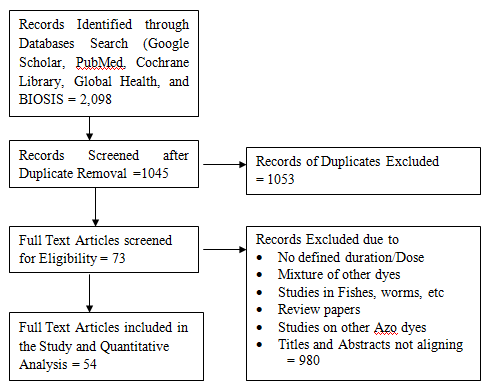 Records Identified through
Databases Search (Google
Scholar, PubMed, Cochrane
Library, Global Health, and
BIOSIS = 2,098
Records Screened after
Duplicate Removal =1045
Records of Duplicates Excluded
= 1053
Full Text Articles screened
for Eligibility = 73
Records Excluded due to
• No defined duration/Dose
• Mixture of other dyes
• Studies in Fishes, worms, etc
• Review papers
• Studies on other Azo dyes
• Titles and Abstracts not aligning
= 980
Full Text Articles included in
the Study and Quantitative
Analysis = 54